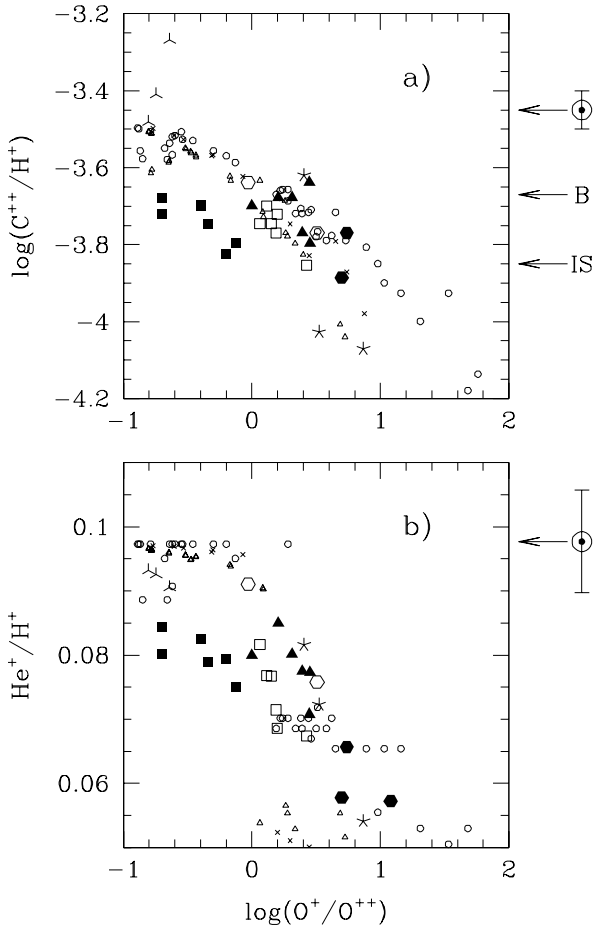 −3.2
a)
−3.4
−3.6
B
log(C⁺⁺/H⁺)
−3.8
IS
−4
−4.2
−1
0
1
2
b)
0.1
He⁺/H⁺
0.08
0.06
−1
0
1
2
log(O⁺/O⁺⁺)